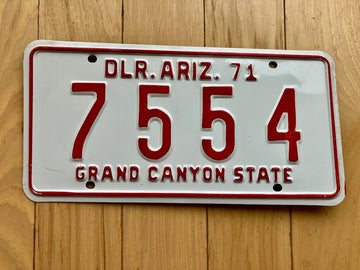 DLR. ARIZ. 71
7554
GRAND CANYON STATE